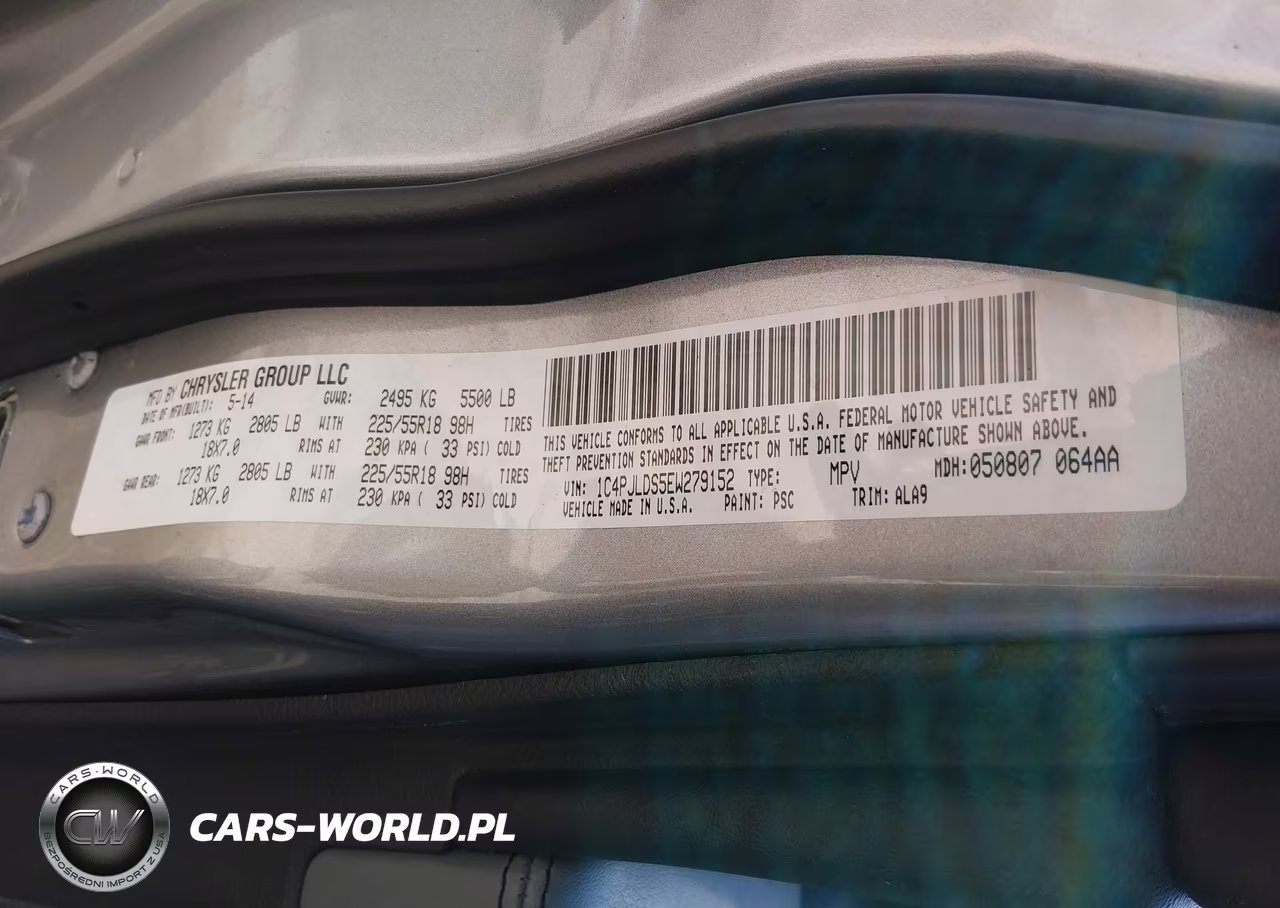 MFD BY CHRYSLER GROUP LLC
DATE OF MFR(BUILT): 5-14 GVWR: 2495 KG 5500 LB
GAWR FRONT: 1273 KG 2805 LB WITH 225/55R18 98H TIRES
18X7.0 RIMS AT 230 KPA ( 33 PSI) COLD
GAWR REAR: 1273 KG 2805 LB WITH 225/55R18 98H TIRES
18X7.0 RIMS AT 230 KPA ( 33 PSI) COLD
THIS VEHICLE CONFORMS TO ALL APPLICABLE U.S.A. FEDERAL MOTOR VEHICLE SAFETY AND
THEFT PREVENTION STANDARDS IN EFFECT ON THE DATE OF MANUFACTURE SHOWN ABOVE.
VIN: 1C4PJLDS5EW279152 TYPE: MPV MDH:050807 064AA
VEHICLE MADE IN U.S.A. PAINT: PSC TRIM: ALA9
CARS-WORLD
CW
BEZPOŚREDNI IMPORT Z USA
CARS-WORLD.PL